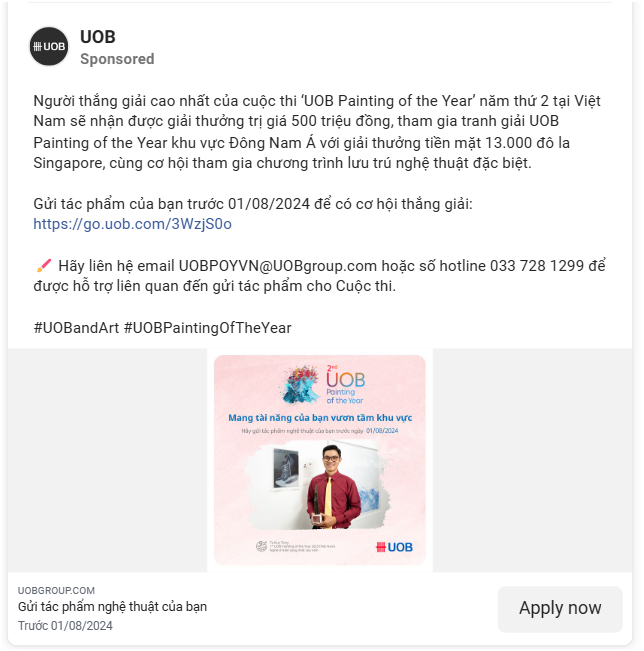 UOB
UOB
Sponsored
Người thắng giải cao nhất của cuộc thi ‘UOB Painting of the Year’ năm thứ 2 tại Việt
Nam sẽ nhận được giải thưởng trị giá 500 triệu đồng, tham gia tranh giải UOB
Painting of the Year khu vực Đông Nam Á với giải thưởng tiền mặt 13.000 đô la
Singapore, cùng cơ hội tham gia chương trình lưu trú nghệ thuật đặc biệt.
Gửi tác phẩm của bạn trước 01/08/2024 để có cơ hội thắng giải:
https://go.uob.com/3WzjS0o
🖌️ Hãy liên hệ email UOBPOYVN@UOBgroup.com hoặc số hotline 033 728 1299 để
được hỗ trợ liên quan đến gửi tác phẩm cho Cuộc thi.
#UOBandArt #UOBPaintingOfTheYear
2nd
UOB
Painting
of the Year
Mang tài năng của bạn vươn tầm khu vực
Hãy gửi tác phẩm nghệ thuật của bạn trước ngày 01/08/2024
UOB
UOBGROUP.COM
Gửi tác phẩm nghệ thuật của bạn
Trước 01/08/2024
Apply now